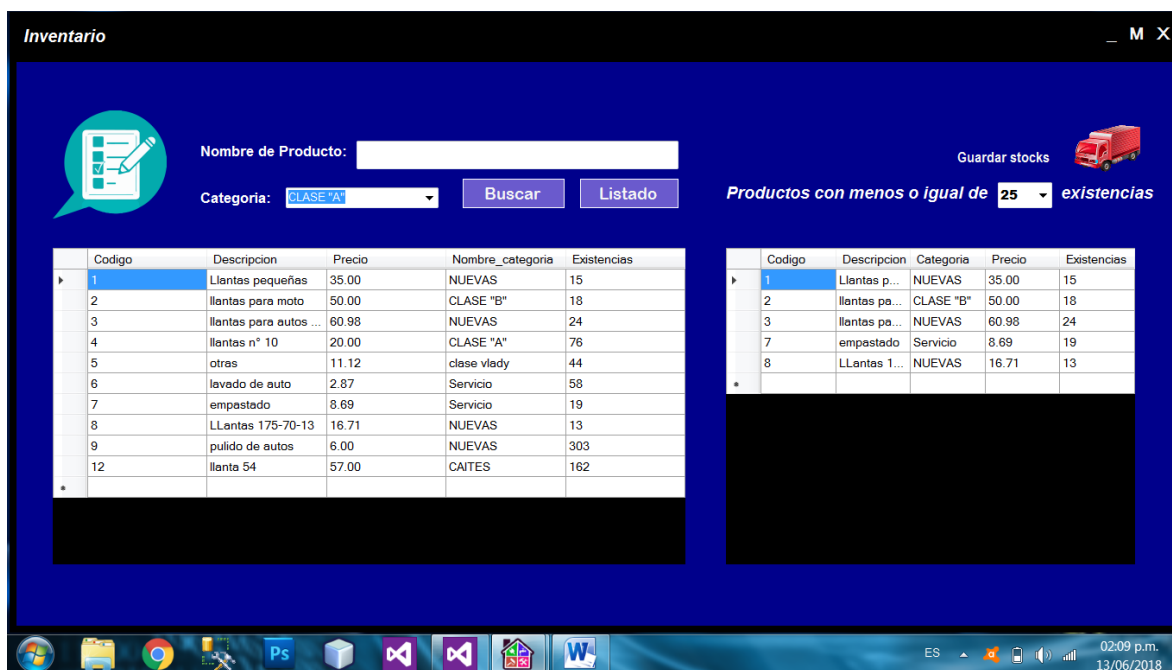 Inventario
_ M X
Nombre de Producto:
Guardar stocks
Categoria: CLASE "A" Buscar Listado
Productos con menos o igual de 25 existencias
Codigo Descripcion Precio Nombre_categoria Existencias
1 Llantas pequeñas 35.00 NUEVAS 15
2 llantas para moto 50.00 CLASE "B" 18
3 llantas para autos ... 60.98 NUEVAS 24
4 llantas n° 10 20.00 CLASE "A" 76
5 otras 11.12 clase vlady 44
6 lavado de auto 2.87 Servicio 58
7 empastado 8.69 Servicio 19
8 LLantas 175-70-13 16.71 NUEVAS 13
9 pulido de autos 6.00 NUEVAS 303
12 llanta 54 57.00 CAITES 162
Codigo Descripcion Categoria Precio Existencias
1 Llantas p... NUEVAS 35.00 15
2 llantas pa... CLASE "B" 50.00 18
3 llantas pa... NUEVAS 60.98 24
7 empastado Servicio 8.69 19
8 LLantas 1... NUEVAS 16.71 13
Ps
W
ES
02:09 p.m.
13/06/2018